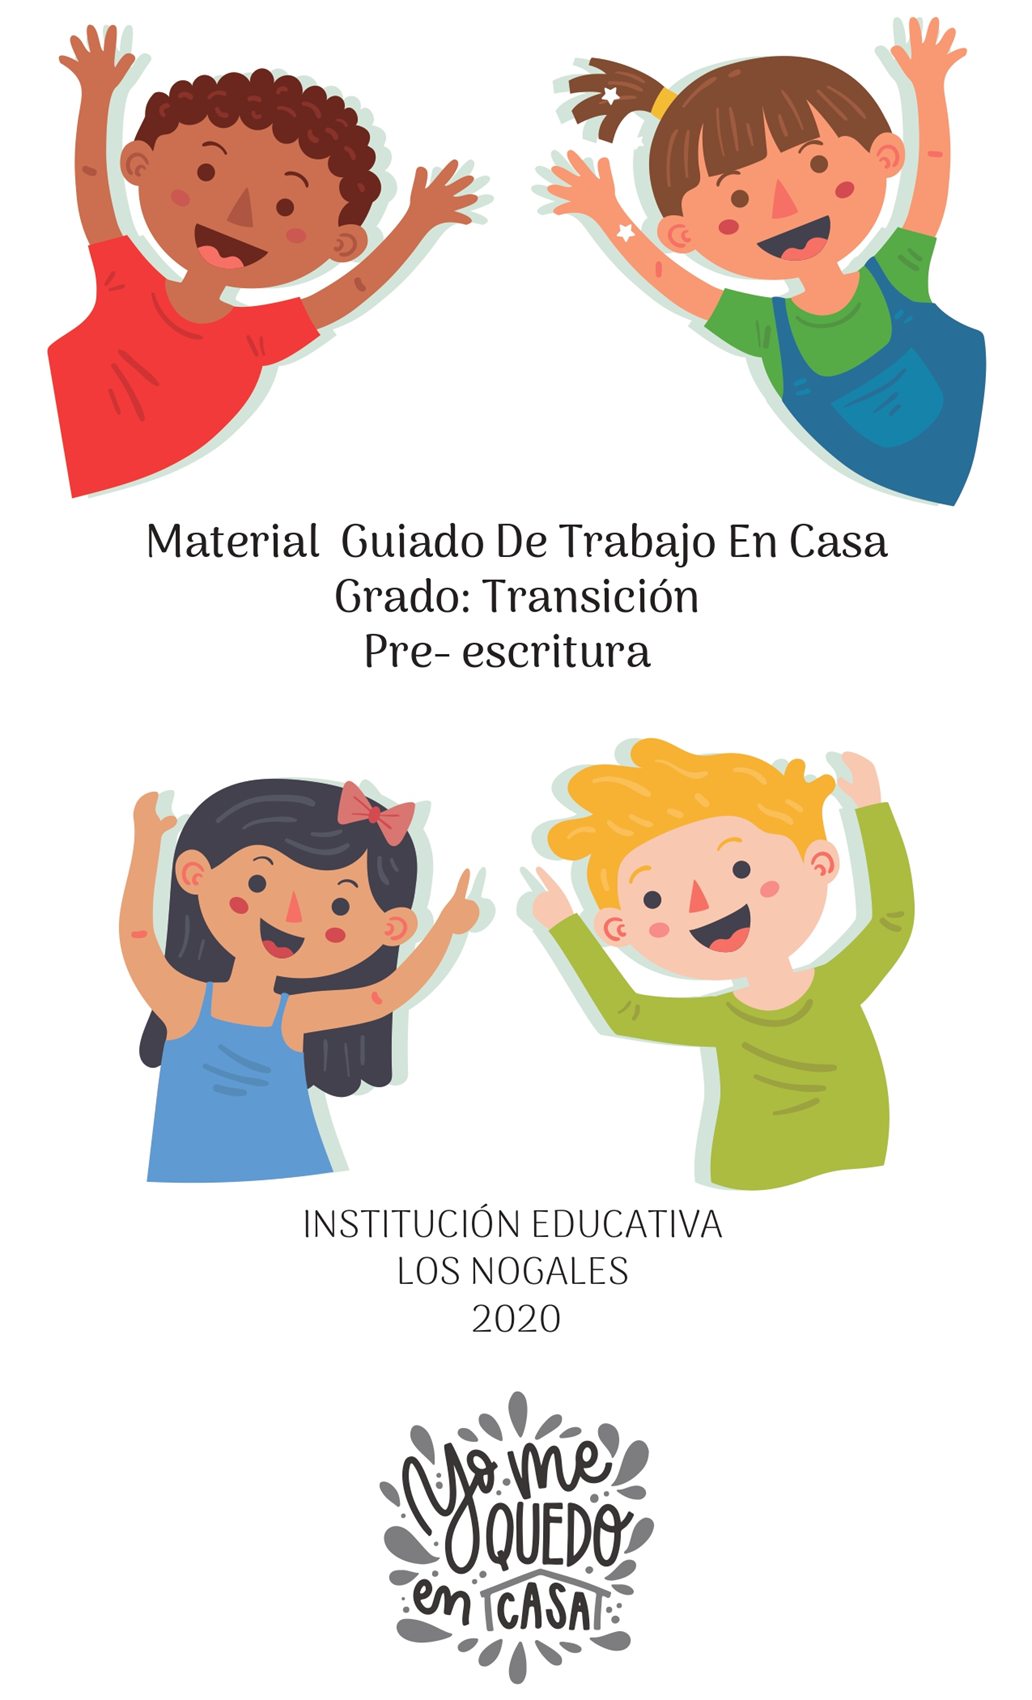 Material Guiado De Trabajo En Casa
Grado: Transición
Pre- escritura
INSTITUCIÓN EDUCATIVA
LOS NOGALES
2020
Yo me
QUEDO
en CASA